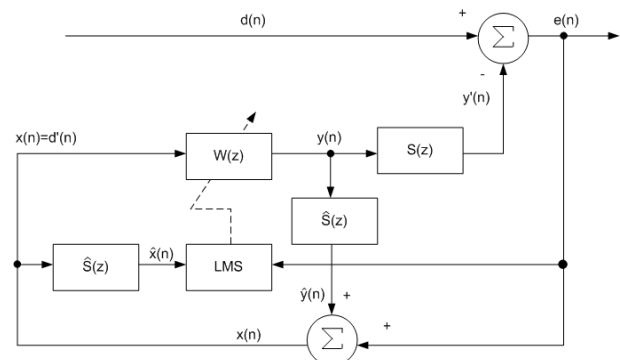 d(n)
+
Σ
e(n)
-
y'(n)
x(n)=d'(n)
W(z)
y(n)
S(z)
Ŝ(z)
Ŝ(z)
x̂(n)
LMS
ŷ(n)
+
x(n)
Σ
+